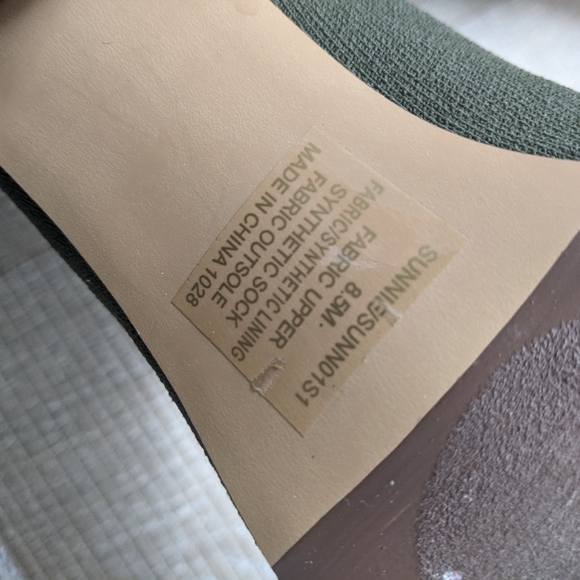 SUNNIE/SUNN01S1
8.5M.
FABRIC UPPER
FABRIC/SYNTHETIC LINING
SYNTHETIC SOCK
FABRIC OUTSOLE
MADE IN CHINA 1028